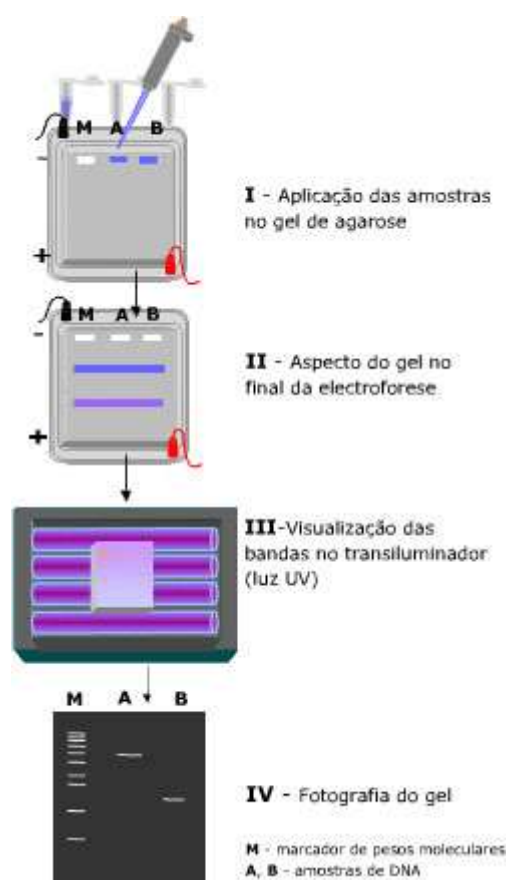 M A B
-
I - Aplicação das amostras
no gel de agarose
+
M A B
-
II - Aspecto do gel no
final da electroforese
+
III-Visualização das
bandas no transiluminador
(luz UV)
M A B
IV - Fotografia do gel
M - marcador de pesos moleculares
A, B - amostras de DNA